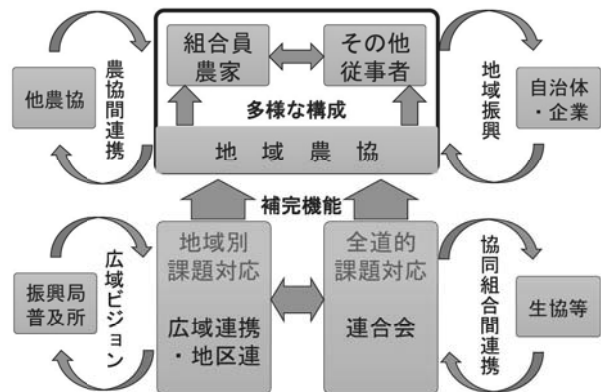 組合員
農家
その他
従事者
他農協
農協間連携
多様な構成
地域振興
自治体
・企業
地域農協
補完機能
地域別
課題対応
全道的
課題対応
振興局
普及所
広域ビジョン
広域連携
・地区連
連合会
協同組合間連携
生協等